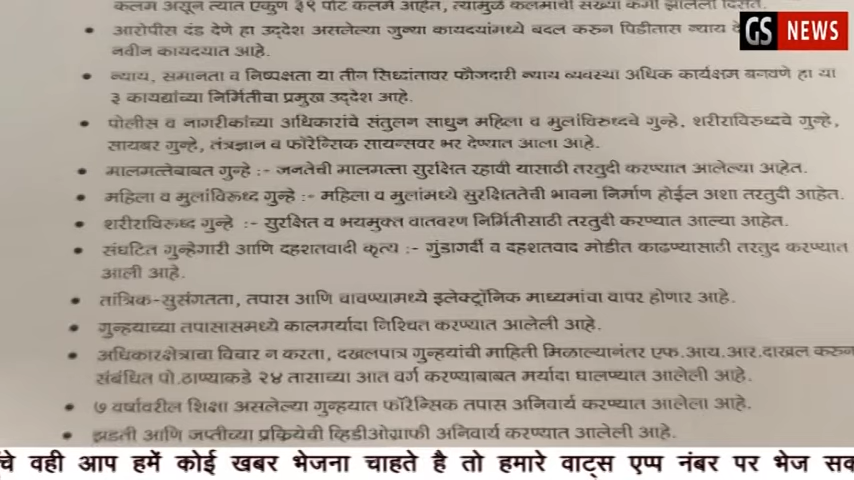 कलम असून त्यात एकुण ३९ पोट कलमे आहेत, त्यामुळे कलमांची संख्या कमी झालेली दिसते.
• आरोपीस दंड देणे हा उद्देश असलेल्या जुन्या कायदयांमध्ये बदल करुन पिडीतास न्याय
नवीन कायदयात आहे.
• न्याय, समानता व निष्पक्षता या तीन सिध्दांतावर फौजदारी न्याय व्यवस्था अधिक कार्यक्षम बनवणे हा या
३ कायद्यांच्या निर्मितीचा प्रमुख उद्देश आहे.
• पोलीस व नागरीकांच्या अधिकारांचे संतुलन साधुन महिला व मुलांविरुध्दचे गुन्हे, शरीराविरुध्दचे गुन्हे,
सायबर गुन्हे, तंत्रज्ञान व फॉरेन्सिक सायन्सवर भर देण्यात आला आहे.
• मालमत्तेबाबत गुन्हे :- जनतेची मालमत्ता सुरक्षित रहावी यासाठी तरतुदी करण्यात आलेल्या आहेत.
• महिला व मुलांविरुध्द गुन्हे :- महिला व मुलांमध्ये सुरक्षिततेची भावना निर्माण होईल अशा तरतुदी आहेत.
• शरीराविरुध्द गुन्हे :- सुरक्षित व भयमुक्त वातवरण निर्मितीसाठी तरतुदी करण्यात आल्या आहेत.
• संघटित गुन्हेगारी आणि दहशतवादी कृत्य :- गुंडागर्दी व दहशतवाद मोडीत काढण्यासाठी तरतुद करण्यात
आली आहे.
• तांत्रिक-सुसंगतता, तपास आणि चाचण्यामध्ये इलेक्ट्रॉनिक माध्यमांचा वापर होणार आहे.
• गुन्हयाच्या तपासासमध्ये कालमर्यादा निश्चित करण्यात आलेली आहे.
• अधिकारक्षेत्राचा विचार न करता, दखलपात्र गुन्हयांची माहिती मिळाल्यानंतर एफ.आय.आर.दाखल करुन
संबंधित पो.ठाण्याकडे २४ तासाच्या आत वर्ग करण्याबाबत मर्यादा घालण्यात आलेली आहे.
• ७ वर्षावरील शिक्षा असलेल्या गुन्हयात फॉरेन्सिक तपास अनिवार्य करण्यात आलेला आहे.
• झडती आणि जप्तीच्या प्रक्रियेची व्हिडीओग्राफी अनिवार्य करण्यात आलेली आहे.
GS NEWS
चे वही आप हमें कोई खबर भेजना चाहते है तो हमारे वाट्स एप्प नंबर पर भेज सक